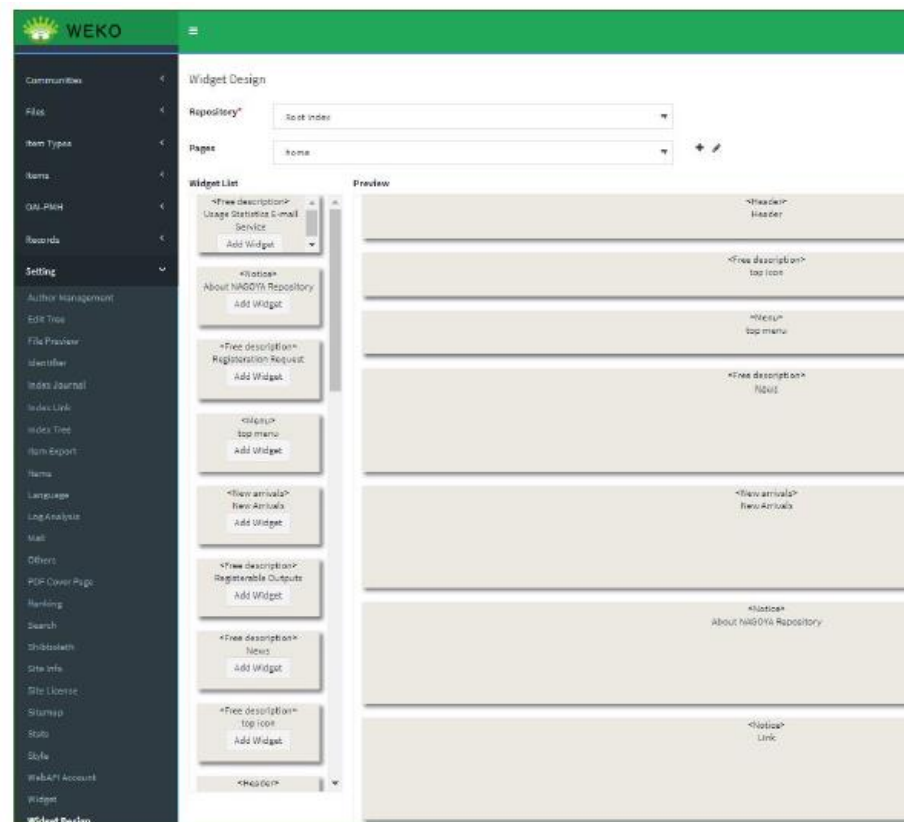 WEKO
Communities
Files
Item Types
Items
OAI-PMH
Records
Setting
Author Management
Edit Tree
File Preview
Identifier
Index Journal
Index Link
Index Tree
Item Export
Items
Language
Log Analysis
Mail
Others
PDF Cover Page
Ranking
Search
Shibboleth
Site Info
Site License
Sitemap
Stats
Style
WebAPI Account
Widget
Widget Design
Widget Design
Repository*
Root Index
Pages
home
Widget List
<Free description>
Usage Statistics E-mail
Service
Add Widget
<Notice>
About NAGOYA Repository
Add Widget
<Free description>
Registeration Request
Add Widget
<Menu>
top menu
Add Widget
<New arrivals>
New Arrivals
Add Widget
<Free description>
Registerable Outputs
Add Widget
<Free description>
News
Add Widget
<Free description>
top icon
Add Widget
<Header>
Preview
<Header>
Header
<Free description>
top icon
<Menu>
top menu
<Free description>
News
<New arrivals>
New Arrivals
<Notice>
About NAGOYA Repository
<Notice>
Link